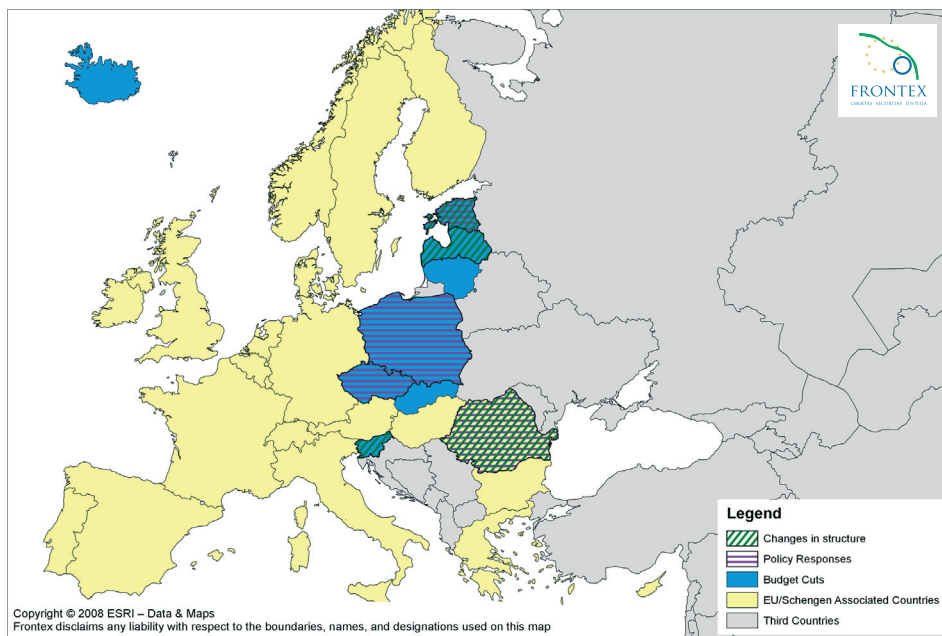 FRONTEX
LIBERTAS SECURITAS JUSTITIA
Legend
Changes in structure
Policy Responses
Budget Cuts
EU/Schengen Associated Countries
Third Countries
Copyright © 2008 ESRI – Data & Maps
Frontex disclaims any liability with respect to the boundaries, names, and designations used on this map